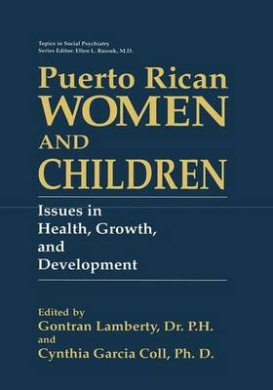 Topics in Social Psychiatry
Series Editor: Ellen L. Bassuk, M.D.
Puerto Rican
WOMEN
AND
CHILDREN
Issues in
Health, Growth,
and
Development
Edited by
Gontran Lamberty, Dr. P.H.
and
Cynthia Garcia Coll, Ph. D.